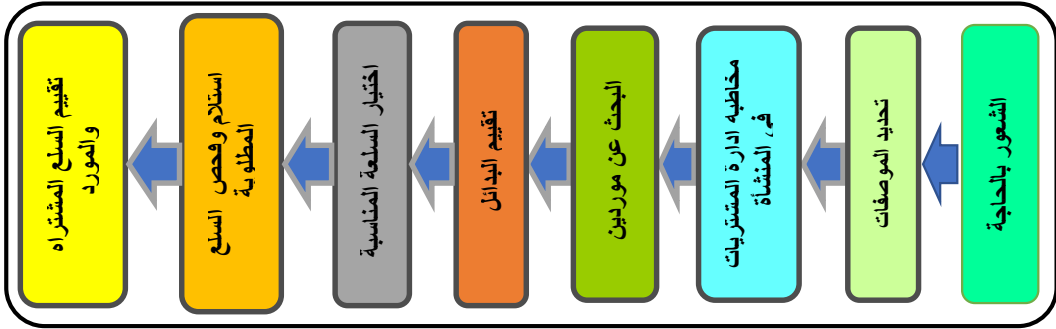 الشعور بالحاجة
تحديد الموصفات
مخاطبه ادارة المشتريات
في المنشأة
البحث عن موردين
تقييم البدائل
اختيار السلعة المناسبة
استلام وفحص السلع
المطلوبة
تقييم السلع المشتراه
والمورد